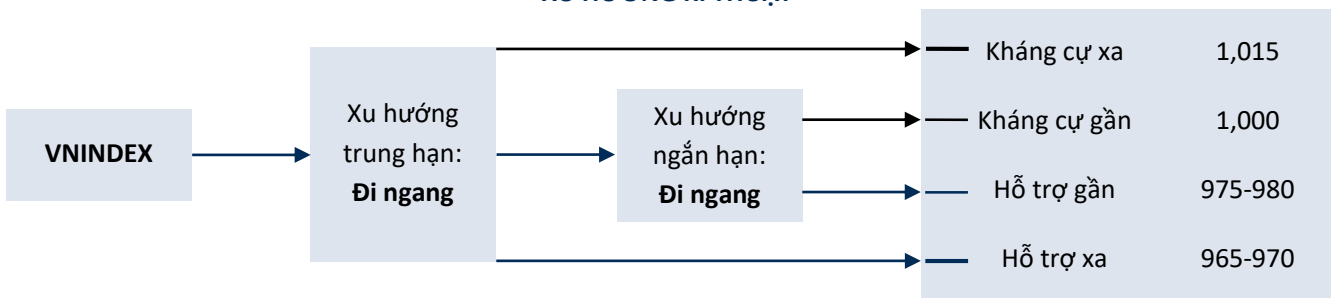 VNINDEX
Xu hướng
trung hạn:
Đi ngang
Xu hướng
ngắn hạn:
Đi ngang
Kháng cự xa 1,015
Kháng cự gần 1,000
Hỗ trợ gần 975-980
Hỗ trợ xa 965-970